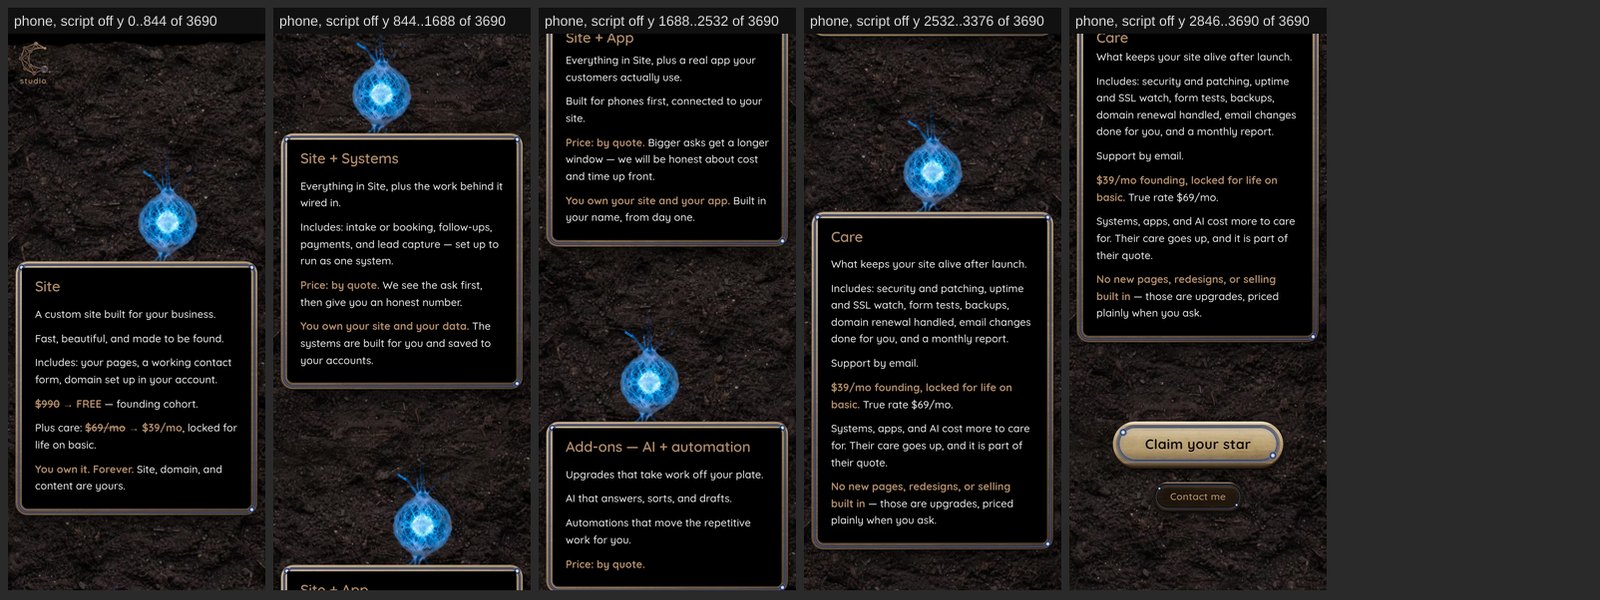 phone, script off y 0..844 of 3690
studio
Site
A custom site built for your business.
Fast, beautiful, and made to be found.
Includes: your pages, a working contact
form, domain set up in your account.
$990 → FREE — founding cohort.
Plus care: $69/mo → $39/mo, locked for
life on basic.
You own it. Forever. Site, domain, and
content are yours.
phone, script off y 844..1688 of 3690
Site + Systems
Everything in Site, plus the work behind it
wired in.
Includes: intake or booking, follow-ups,
payments, and lead capture — set up to
run as one system.
Price: by quote. We see the ask first,
then give you an honest number.
You own your site and your data. The
systems are built for you and saved to
your accounts.
Site + App
phone, script off y 1688..2532 of 3690
Site + App
Everything in Site, plus a real app your
customers actually use.
Built for phones first, connected to your
site.
Price: by quote. Bigger asks get a longer
window — we will be honest about cost
and time up front.
You own your site and your app. Built in
your name, from day one.
Add-ons — AI + automation
Upgrades that take work off your plate.
AI that answers, sorts, and drafts.
Automations that move the repetitive
work for you.
Price: by quote.
phone, script off y 2532..3376 of 3690
Care
What keeps your site alive after launch.
Includes: security and patching, uptime
and SSL watch, form tests, backups,
domain renewal handled, email changes
done for you, and a monthly report.
Support by email.
$39/mo founding, locked for life on
basic. True rate $69/mo.
Systems, apps, and AI cost more to care
for. Their care goes up, and it is part of
their quote.
No new pages, redesigns, or selling
built in — those are upgrades, priced
plainly when you ask.
phone, script off y 2846..3690 of 3690
Care
What keeps your site alive after launch.
Includes: security and patching, uptime
and SSL watch, form tests, backups,
domain renewal handled, email changes
done for you, and a monthly report.
Support by email.
$39/mo founding, locked for life on
basic. True rate $69/mo.
Systems, apps, and AI cost more to care
for. Their care goes up, and it is part of
their quote.
No new pages, redesigns, or selling
built in — those are upgrades, priced
plainly when you ask.
Claim your star
Contact me